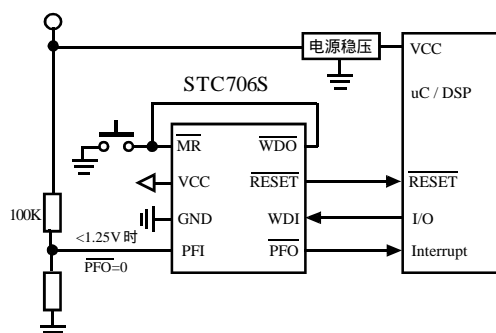 电源稳压
VCC
uC / DSP
STC706S
MR
WDO
VCC
RESET
RESET
GND
WDI
I/O
100K
<1.25V 时
PFI
PFO
Interrupt
PFO=0